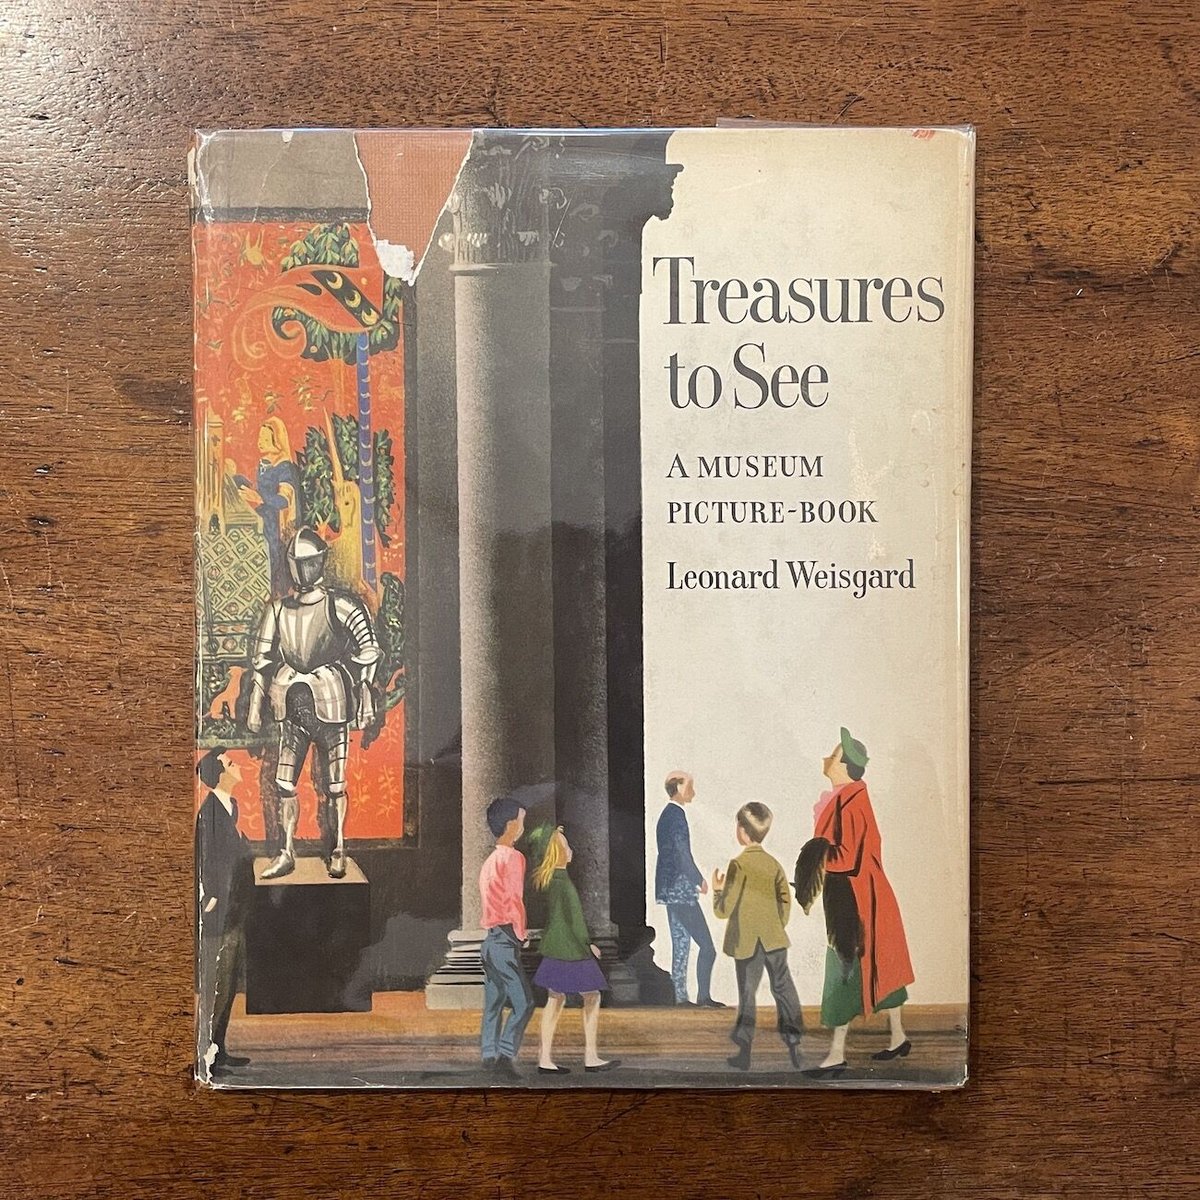 Treasures
to See
A MUSEUM
PICTURE-BOOK
Leonard Weisgard